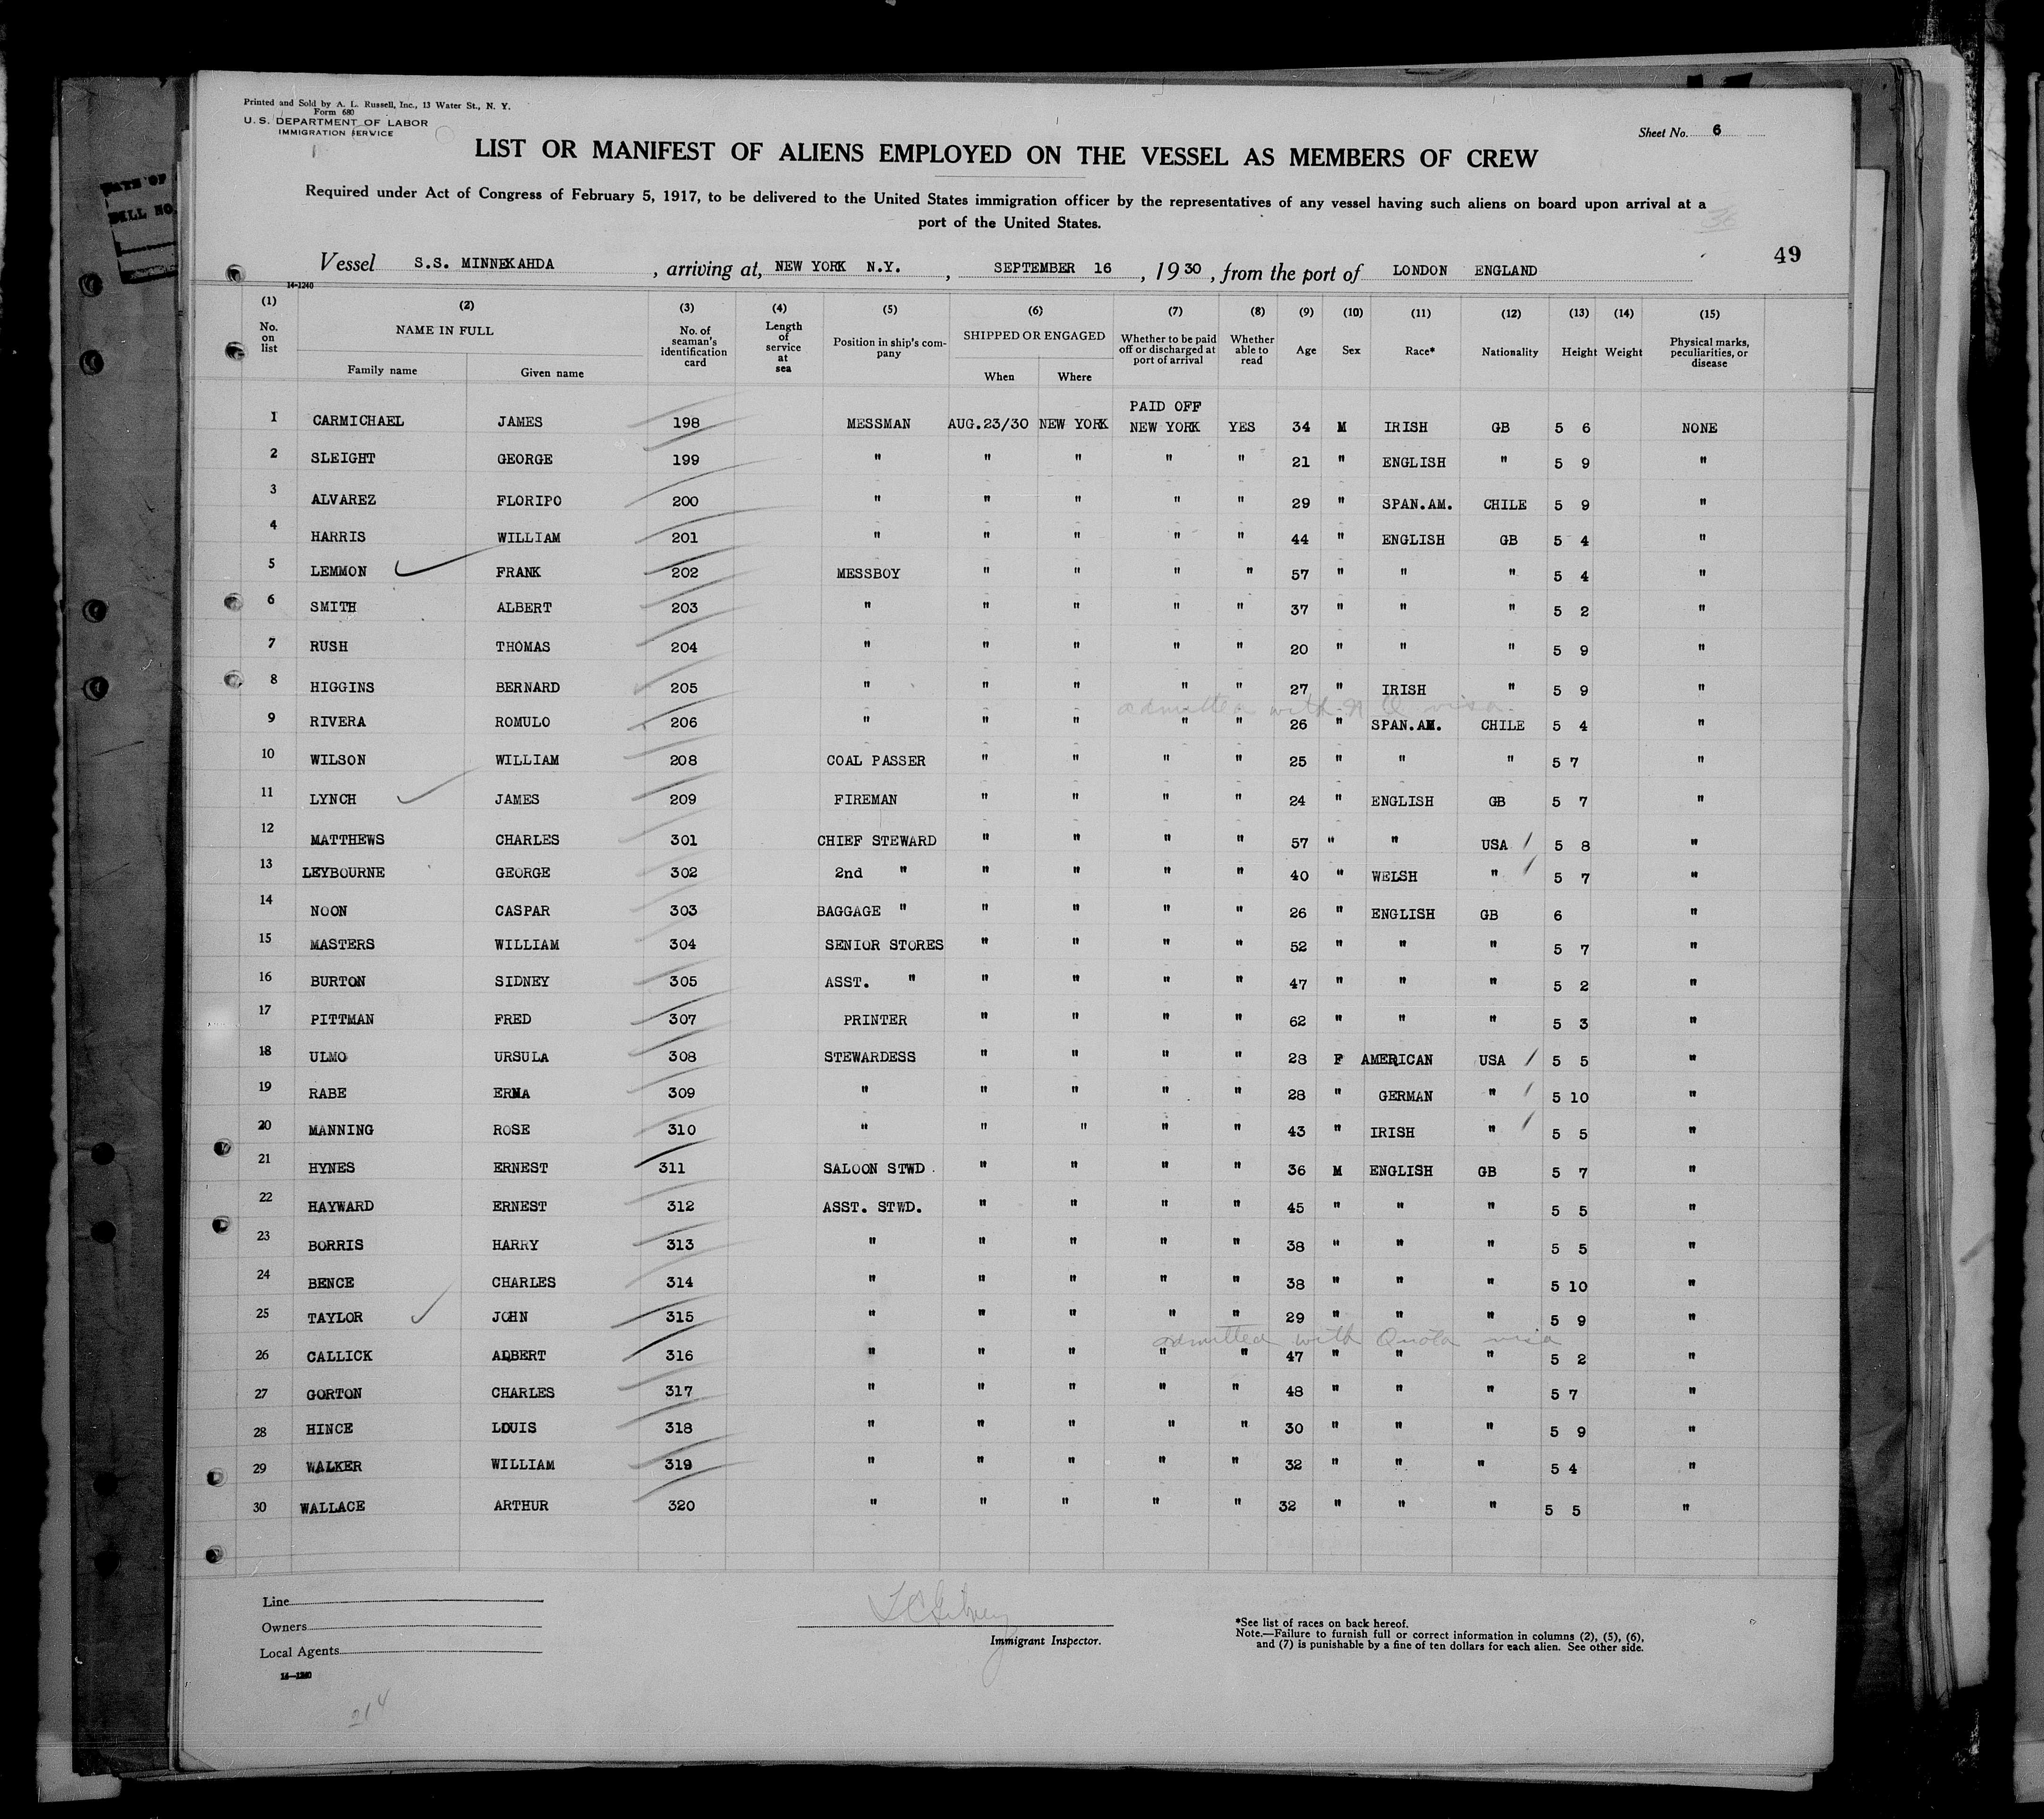 Printed and Sold by A. L. Russell, Inc., 13 Water St., N. Y.
Form 680
U. S. DEPARTMENT OF LABOR
IMMIGRATION SERVICE
Sheet No. 6
LIST OR MANIFEST OF ALIENS EMPLOYED ON THE VESSEL AS MEMBERS OF CREW
Required under Act of Congress of February 5, 1917, to be delivered to the United States immigration officer by the representatives of any vessel having such aliens on board upon arrival at a
port of the United States.
49
Vessel S.S. MINNEKAHDA, arriving at, NEW YORK N.Y., SEPTEMBER 16, 1930, from the port of LONDON ENGLAND
14-1240
(1) (2) (3) (4) (5) (6) (7) (8) (9) (10) (11) (12) (13) (14) (15)
No. on list NAME IN FULL Family name Given name No. of seaman's identification card Length of service at sea Position in ship's company SHIPPED OR ENGAGED When Where Whether to be paid off or discharged at port of arrival Whether able to read Age Sex Race* Nationality Height Weight Physical marks, peculiarities, or disease
PAID OFF
1 CARMICHAEL JAMES 198 MESSMAN AUG.23/30 NEW YORK NEW YORK YES 34 M IRISH GB 5 6 NONE
2 SLEIGHT GEORGE 199 " " " " " 21 " ENGLISH " 5 9 "
3 ALVAREZ FLORIPO 200 " " " " " 29 " SPAN.AM. CHILE 5 9 "
4 HARRIS WILLIAM 201 " " " " " 44 " ENGLISH GB 5 4 "
5 LEMMON FRANK 202 MESSBOY " " " " 57 " " " 5 4 "
6 SMITH ALBERT 203 " " " " " 37 " " " 5 2 "
7 RUSH THOMAS 204 " " " " " 20 " " " 5 9 "
8 HIGGINS BERNARD 205 " " " " " 27 " IRISH " 5 9 "
admitted with N Q visa
9 RIVERA ROMULO 206 " " " " " 26 " SPAN.AM. CHILE 5 4 "
10 WILSON WILLIAM 208 COAL PASSER " " " " 25 " " " 5 7 "
11 LYNCH JAMES 209 FIREMAN " " " " 24 " ENGLISH GB 5 7 "
12 MATTHEWS CHARLES 301 CHIEF STEWARD " " " " 57 " " USA 5 8 "
13 LEYBOURNE GEORGE 302 2nd " " " " " 40 " WELSH " 5 7 "
14 NOON CASPAR 303 BAGGAGE " " " " " 26 " ENGLISH GB 6 "
15 MASTERS WILLIAM 304 SENIOR STORES " " " " 52 " " " 5 7 "
16 BURTON SIDNEY 305 ASST. " " " " " 47 " " " 5 2 "
17 PITTMAN FRED 307 PRINTER " " " " 62 " " " 5 3 "
18 ULMO URSULA 308 STEWARDESS " " " " 28 F AMERICAN USA 5 5 "
19 RABE ERNA 309 " " " " " 28 " GERMAN " 5 10 "
20 MANNING ROSE 310 " " " " " 43 " IRISH " 5 5 "
21 HYNES ERNEST 311 SALOON STWD. " " " " 36 M ENGLISH GB 5 7 "
22 HAYWARD ERNEST 312 ASST. STWD. " " " " 45 " " " 5 5 "
23 BORRIS HARRY 313 " " " " " 38 " " " 5 5 "
24 BENCE CHARLES 314 " " " " " 38 " " " 5 10 "
25 TAYLOR JOHN 315 " " " " " 29 " " " 5 9 "
admitted with Quota visa
26 CALLICK ALBERT 316 " " " " " 47 " " " 5 2 "
27 GORTON CHARLES 317 " " " " " 48 " " " 5 7 "
28 HINCE LOUIS 318 " " " " " 30 " " " 5 9 "
29 WALKER WILLIAM 319 " " " " " 32 " " " 5 4 "
30 WALLACE ARTHUR 320 " " " " " 32 " " " 5 5 "
Line
Owners
Local Agents
14-1240
Immigrant Inspector.
*See list of races on back hereof.
Note.—Failure to furnish full or correct information in columns (2), (5), (6),
and (7) is punishable by a fine of ten dollars for each alien. See other side.
214